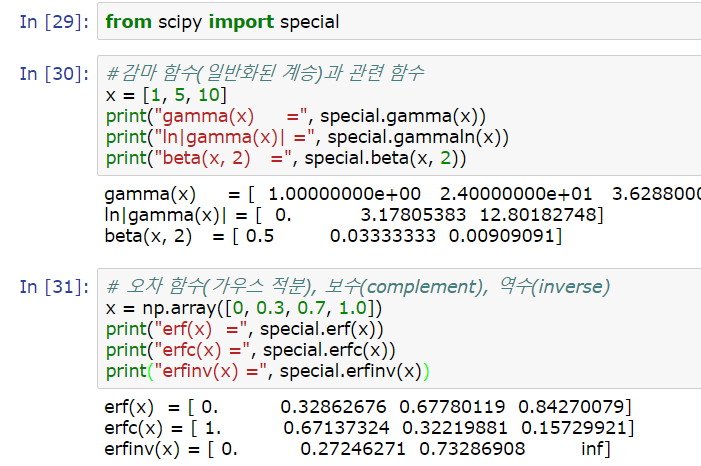 In [29]: from scipy import special
In [30]: #감마 함수(일반화된 계승)과 관련 함수
x = [1, 5, 10]
print("gamma(x)     =", special.gamma(x))
print("ln|gamma(x)| =", special.gammaln(x))
print("beta(x, 2)   =", special.beta(x, 2))
gamma(x)     = [  1.00000000e+00   2.40000000e+01   3.6288000
ln|gamma(x)| = [  0.           3.17805383  12.80182748]
beta(x, 2)   = [ 0.5         0.03333333  0.00909091]
In [31]: # 오차 함수(가우스 적분), 보수(complement), 역수(inverse)
x = np.array([0, 0.3, 0.7, 1.0])
print("erf(x)  =", special.erf(x))
print("erfc(x) =", special.erfc(x))
print("erfinv(x) =", special.erfinv(x))
erf(x)  = [ 0.          0.32862676  0.67780119  0.84270079]
erfc(x) = [ 1.          0.67137324  0.32219881  0.15729921]
erfinv(x) = [ 0.          0.27246271  0.73286908         inf]